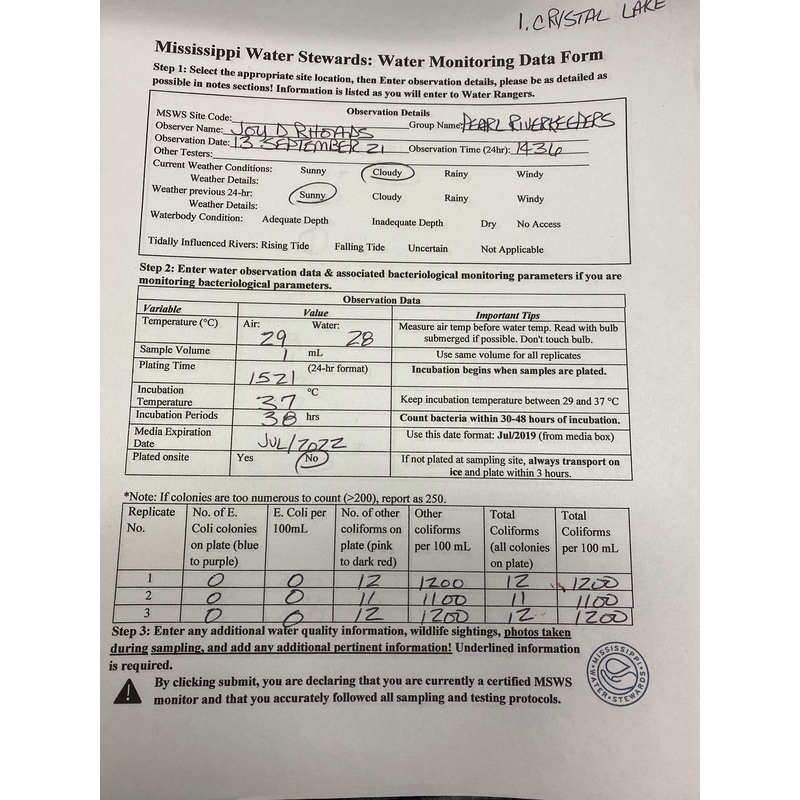 1. CRYSTAL LAKE
Mississippi Water Stewards: Water Monitoring Data Form
Step 1: Select the appropriate site location, then Enter observation details, please be as detailed as
possible in notes sections! Information is listed as you will enter to Water Rangers.
Observation Details
MSWS Site Code: Group Name: PEARL RIVERKEEPERS
Observer Name: JOY D RHOADS
Observation Date: 13 SEPTEMBER 21 Observation Time (24hr): 1436
Other Testers:
Current Weather Conditions: Sunny Cloudy Rainy Windy
Weather Details:
Weather previous 24-hr: Sunny Cloudy Rainy Windy
Weather Details:
Waterbody Condition: Adequate Depth Inadequate Depth Dry No Access
Tidally Influenced Rivers: Rising Tide Falling Tide Uncertain Not Applicable
Step 2: Enter water observation data & associated bacteriological monitoring parameters if you are
monitoring bacteriological parameters.
Observation Data
Variable Value Important Tips
Temperature (°C) Air: 29 Water: 28 Measure air temp before water temp. Read with bulb
submerged if possible. Don't touch bulb.
Sample Volume 1 mL Use same volume for all replicates
Plating Time 1521 (24-hr format) Incubation begins when samples are plated.
Incubation
Temperature 37 °C Keep incubation temperature between 29 and 37 °C
Incubation Periods 38 hrs Count bacteria within 30-48 hours of incubation.
Media Expiration
Date JUL/2022 Use this date format: Jul/2019 (from media box)
Plated onsite Yes No If not plated at sampling site, always transport on
ice and plate within 3 hours.
*Note: If colonies are too numerous to count (>200), report as 250.
Replicate No. of E. E. Coli per No. of other Other Total Total
No. Coli colonies 100mL coliforms on coliforms Coliforms Coliforms
on plate (blue plate (pink per 100 mL (all colonies per 100 mL
to purple) to dark red) on plate)
1 0 0 12 1200 12 1200
2 0 0 11 1100 11 1100
3 0 0 12 1200 12 1200
Step 3: Enter any additional water quality information, wildlife sightings, photos taken
during sampling, and add any additional pertinent information! Underlined information
is required.
By clicking submit, you are declaring that you are currently a certified MSWS
monitor and that you accurately followed all sampling and testing protocols.
MISSISSIPPI
WATER STEWARDS